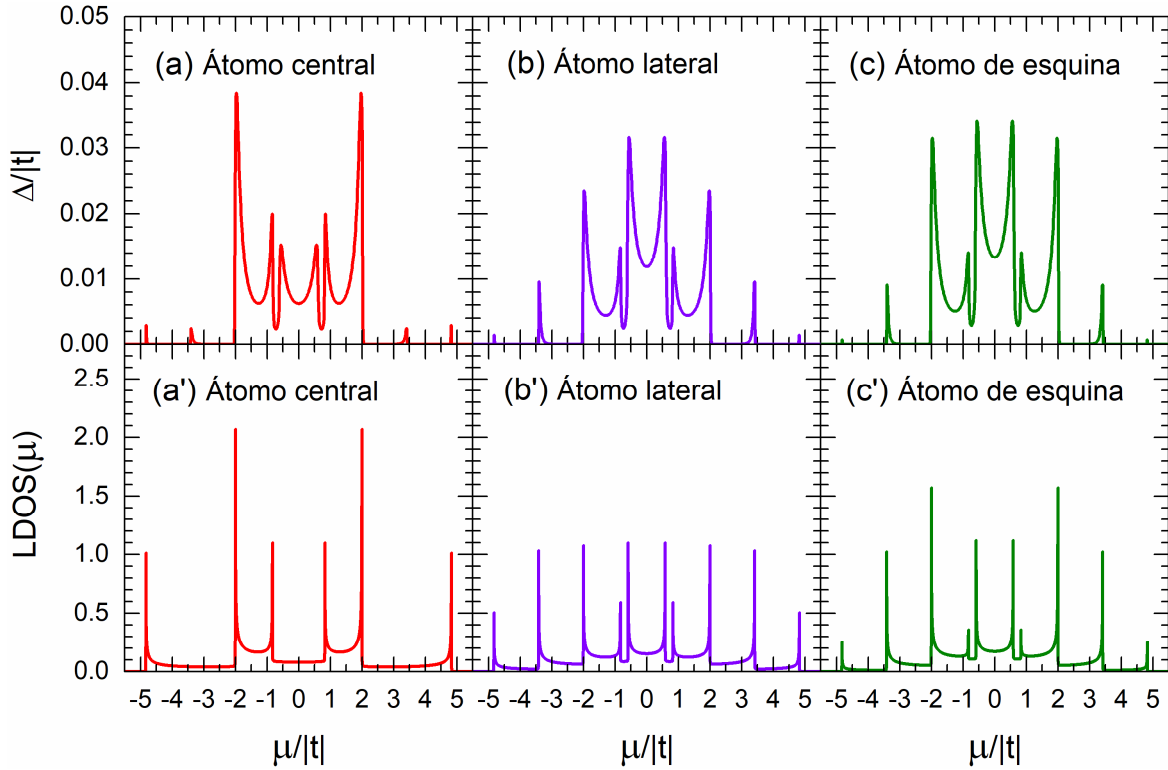 0.05
0.04
0.03
0.02
0.01
0.00
Δ/|t|
(a) Átomo central
(b) Átomo lateral
(c) Átomo de esquina
2.5
2.0
1.5
1.0
0.5
0.0
LDOS(μ)
(a') Átomo central
(b') Átomo lateral
(c') Átomo de esquina
-5 -4 -3 -2 -1 0 1 2 3 4 5
-5 -4 -3 -2 -1 0 1 2 3 4 5
-5 -4 -3 -2 -1 0 1 2 3 4 5
μ/|t|
μ/|t|
μ/|t|